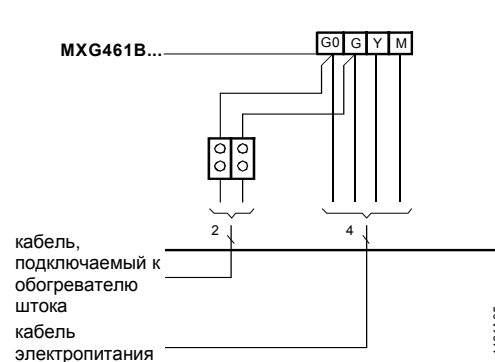 MXG461B...
G0 G Y M
2
4
кабель,
подключаемый к
обогревателю
штока
кабель
электропитания